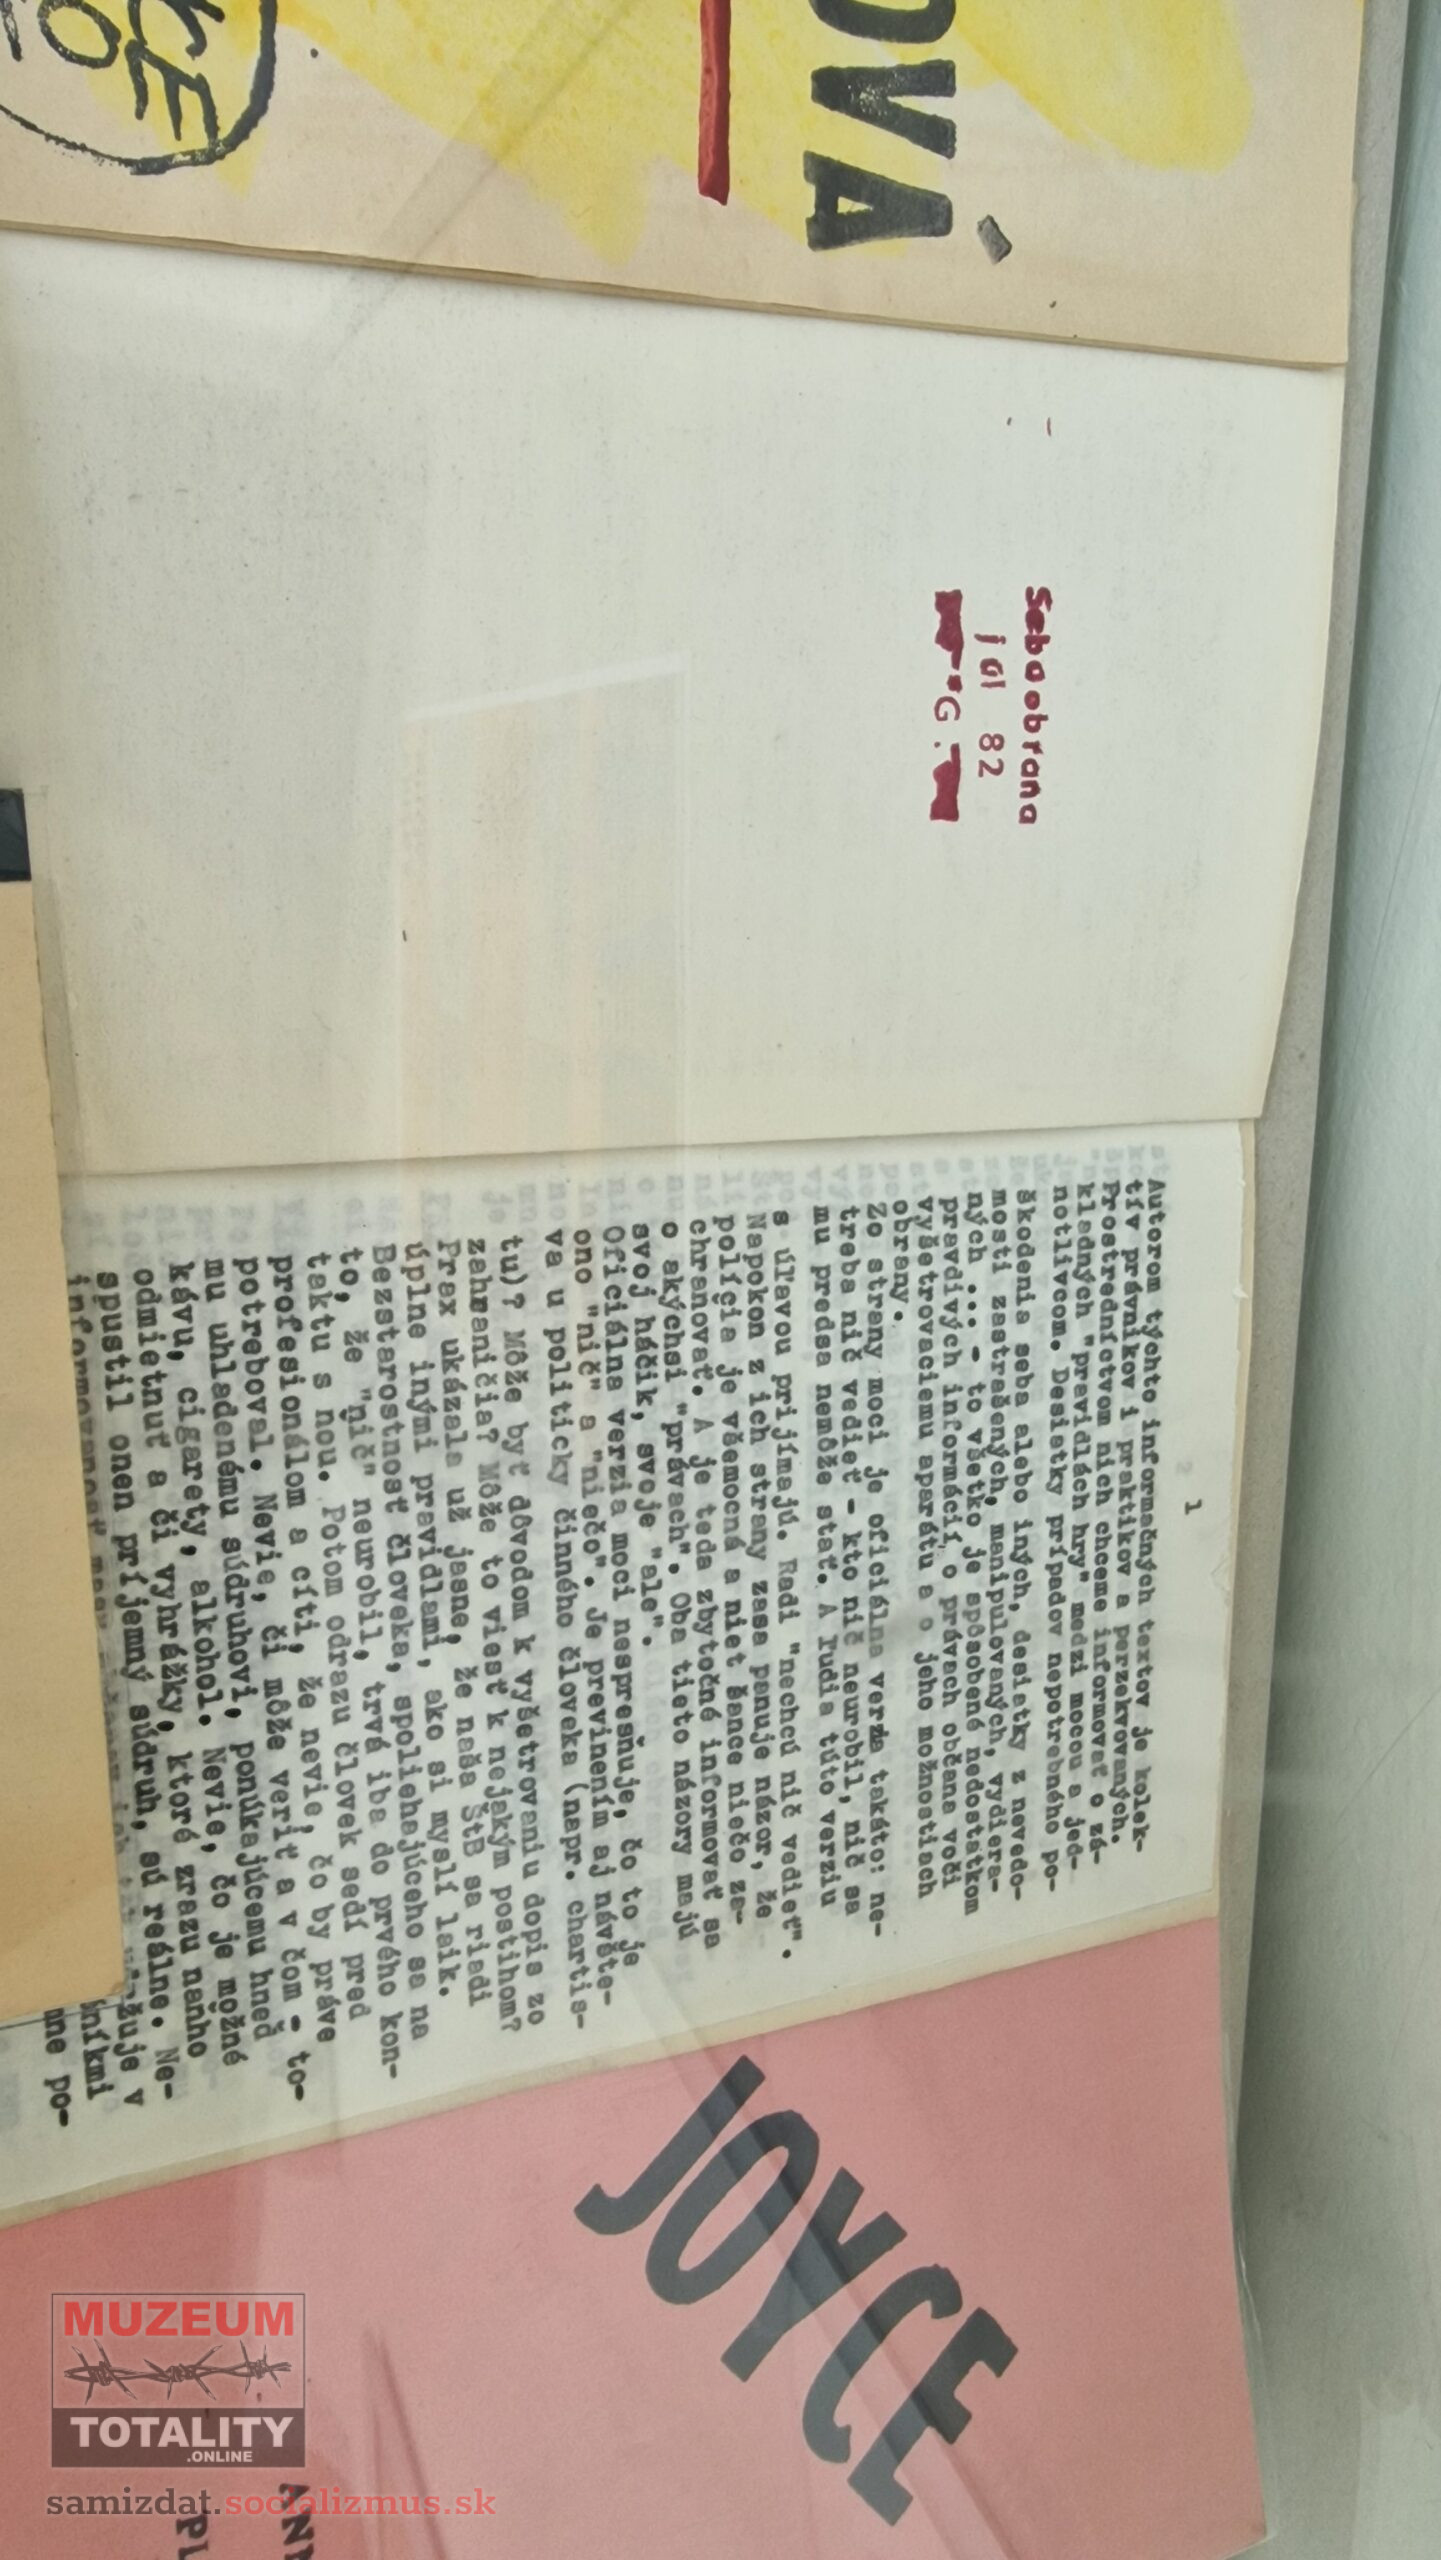 OVÁ
Sebaobrana
júl 82
G.
1
Autorom týchto informačných textov je kolek-
tív právnikov i praktikov a perzekvovaných.
Prostredníctvom nich chceme informovať o zá-
kladných "pravidlách hry" medzi mocou a jed-
notlivcom. Desiatky prípadov nepotrebného po-
škodenia seba alebo iných, desiatky z nevedo-
mosti zastrašených, manipulovaných, vydiera-
ných ... - to všetko je spôsobené nedostatkom
pravdivých informácií o právach občana voči
vyšetrovaciemu aparátu a o jeho možnostiach
obrany.
Zo strany moci je oficiálna verzia takáto: ne-
treba nič vedieť - kto nič neurobil, nič sa
mu predsa nemôže stať. A ľudia túto verziu
s úľavou prijímajú. Radi "nechcú nič vedieť".
Napokon z ich strany zasa panuje názor, že
polícia je všemocná a niet šance niečo za-
chraňovať. A je teda zbytočné informovať sa
o akýchsi "právach". Oba tieto názory majú
svoj háčik, svoje "ale".
Oficiálna verzia moci nespresňuje, čo to je
ono "nič" a "niečo". Je previnením aj návšte-
va u politicky činného človeka (napr. chartis-
tu)? Môže byť dôvodom k vyšetrovaniu dopis zo
zahraničia? Môže to viesť k nejakým postihom?
Prax ukázala už jasne, že naša ŠtB sa riadi
úplne inými pravidlami, ako si myslí laik.
Bezstarostnosť človeka, spoliehajúceho sa na
to, že "nič" neurobil, trvá iba do prvého kon-
taktu s ňou. Potom odrazu človek sedí pred
profesionálom a cíti, že nevie, čo by práve
potreboval. Nevie, či môže veriť a v čom - to-
mu uhladenému súdruhovi, ponúkajúcemu hneď
kávu, cigarety, alkohol. Nevie, čo je možné
odmietnuť a či vyhrážky, ktoré zrazu naňho
spustil onen príjemný súdruh, sú reálne. Ne-
informovanosť
žuje v
níkmi
mne po-
JOYCE
MUZEUM
TOTALITY
.ONLINE
samizdat.socializmus.sk